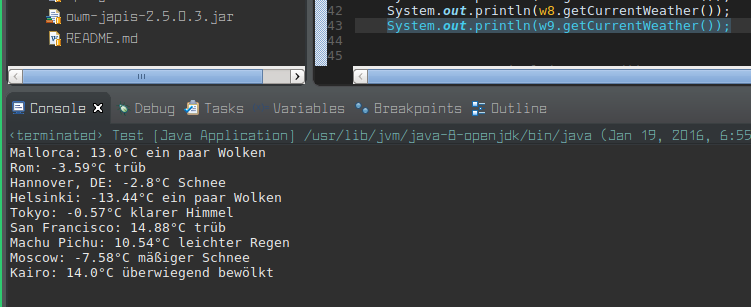 owm-japis-2.5.0.3.jar
README.md
42 System.out.println(w8.getCurrentWeather());
43 System.out.println(w9.getCurrentWeather());
44
45
Console Debug Tasks Variables Breakpoints Outline
<terminated> Test [Java Application] /usr/lib/jvm/java-8-openjdk/bin/java (Jan 19, 2016, 6:55
Mallorca: 13.0°C ein paar Wolken
Rom: -3.59°C trüb
Hannover, DE: -2.8°C Schnee
Helsinki: -13.44°C ein paar Wolken
Tokyo: -0.57°C klarer Himmel
San Francisco: 14.88°C trüb
Machu Pichu: 10.54°C leichter Regen
Moscow: -7.58°C mäßiger Schnee
Kairo: 14.0°C überwiegend bewölkt